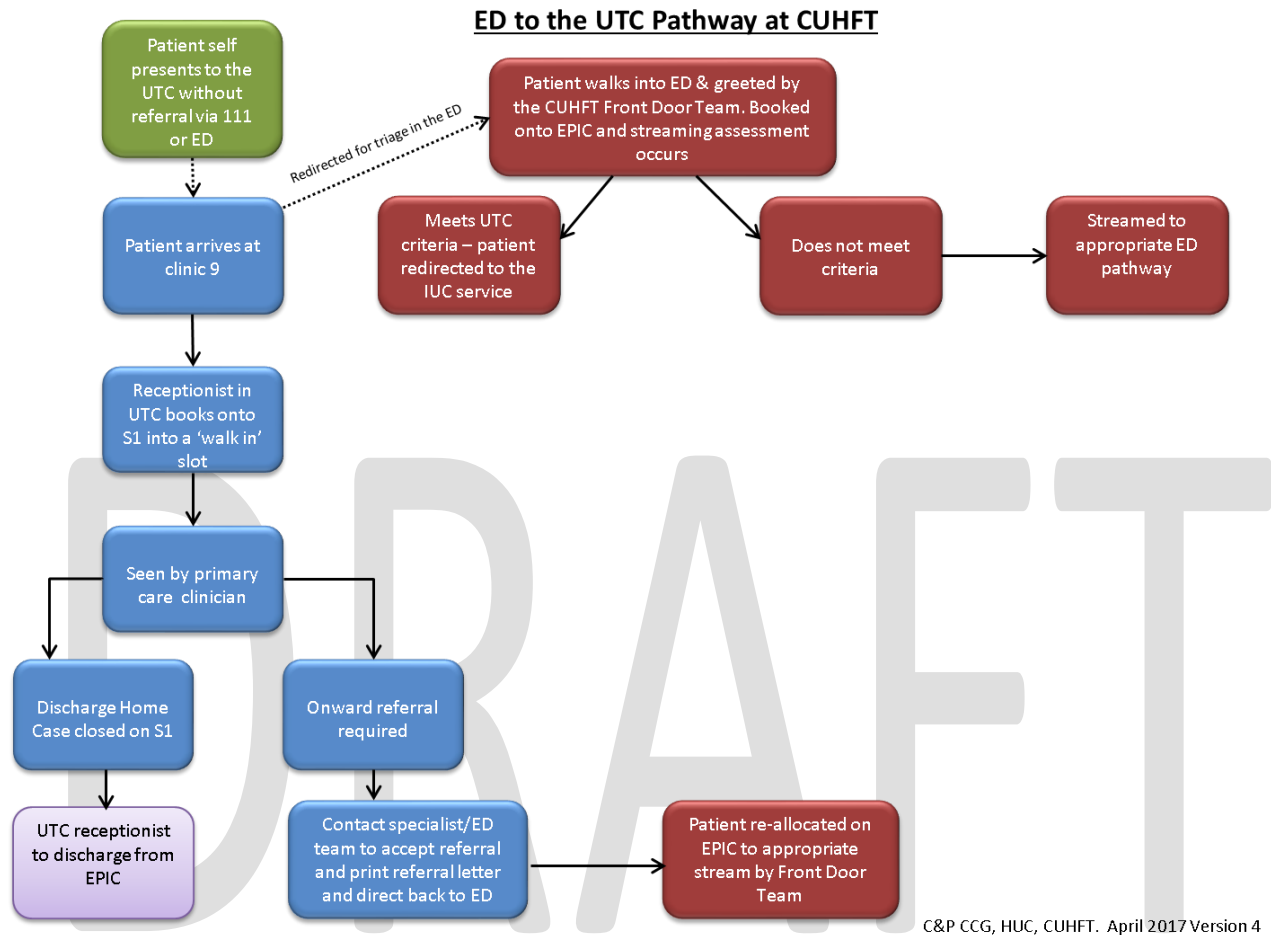 ED to the UTC Pathway at CUHFT
Patient self
presents to the
UTC without
referral via 111
or ED
Redirected for triage in the ED
Patient walks into ED & greeted by
the CUHFT Front Door Team. Booked
onto EPIC and streaming assessment
occurs
Patient arrives at
clinic 9
Meets UTC
criteria – patient
redirected to the
IUC service
Does not meet
criteria
Streamed to
appropriate ED
pathway
Receptionist in
UTC books onto
S1 into a ‘walk in’
slot
Seen by primary
care  clinician
Discharge Home
Case closed on S1
Onward referral
required
UTC receptionist
to discharge from
EPIC
Contact specialist/ED
team to accept referral
and print referral letter
and direct back to ED
Patient re-allocated on
EPIC to appropriate
stream by Front Door
Team
DRAFT
C&P CCG, HUC, CUHFT.  April 2017 Version 4